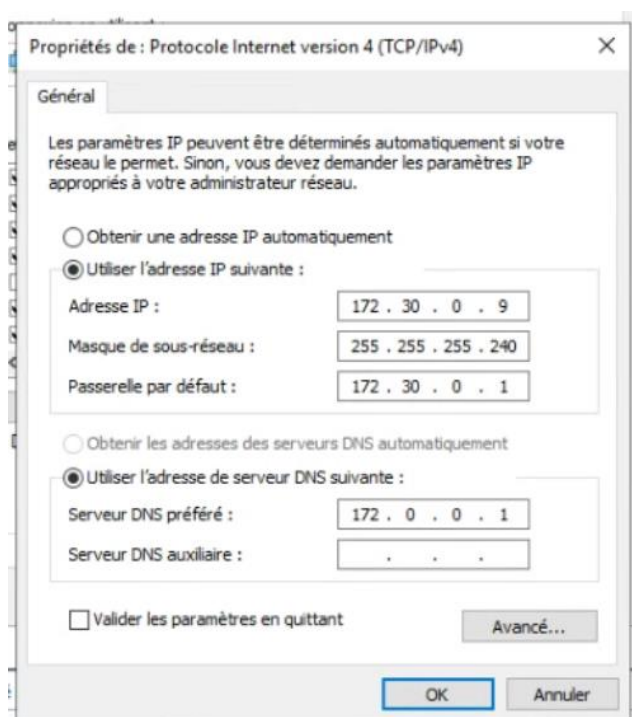 Propriétés de : Protocole Internet version 4 (TCP/IPv4)
Général
Les paramètres IP peuvent être déterminés automatiquement si votre
réseau le permet. Sinon, vous devez demander les paramètres IP
appropriés à votre administrateur réseau.
Obtenir une adresse IP automatiquement
Utiliser l'adresse IP suivante :
Adresse IP : 172 . 30 . 0 . 9
Masque de sous-réseau : 255 . 255 . 255 . 240
Passerelle par défaut : 172 . 30 . 0 . 1
Obtenir les adresses des serveurs DNS automatiquement
Utiliser l'adresse de serveur DNS suivante :
Serveur DNS préféré : 172 . 0 . 0 . 1
Serveur DNS auxiliaire : . . .
Valider les paramètres en quittant
Avancé...
OK Annuler